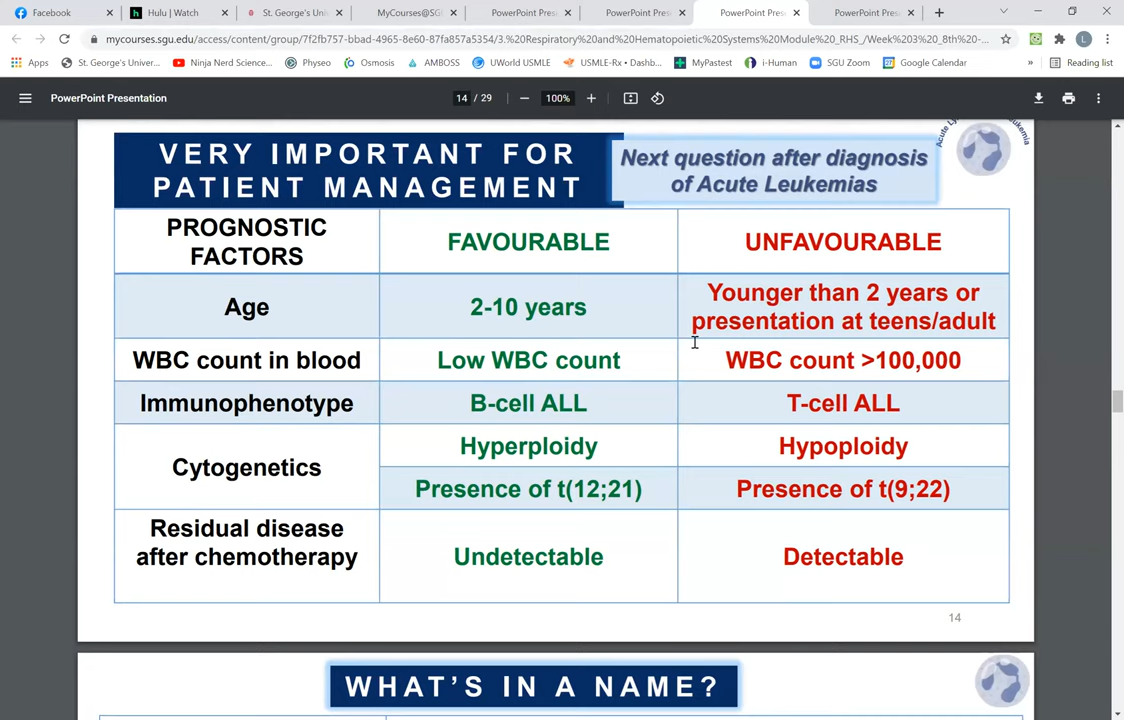 Facebook
Hulu | Watch
St. George's Uni
MyCourses@SG
PowerPoint Pres
PowerPoint Pres
PowerPoint Pres
PowerPoint Pres
mycourses.sgu.edu/access/content/group/7f2fb757-bbad-4965-8e60-87fa857a5354/3.%20Respiratory%20and%20Hematopoietic%20Systems%20Module%20_RHS_/Week%203%20_8th%20-...
L
Apps
St. George's Univer...
Ninja Nerd Science...
Physeo
Osmosis
AMBOSS
UWorld USMLE
USMLE-Rx • Dashb...
MyPastest
i-Human
SGU Zoom
Google Calendar
»
Reading list
PowerPoint Presentation
14 / 29
100%
VERY IMPORTANT FOR
PATIENT MANAGEMENT
Next question after diagnosis
of Acute Leukemias
Acute Ly
Leukemia
PROGNOSTIC
FACTORS
FAVOURABLE
UNFAVOURABLE
Age
2-10 years
Younger than 2 years or
presentation at teens/adult
WBC count in blood
Low WBC count
WBC count >100,000
Immunophenotype
B-cell ALL
T-cell ALL
Cytogenetics
Hyperploidy
Hypoploidy
Presence of t(12;21)
Presence of t(9;22)
Residual disease
after chemotherapy
Undetectable
Detectable
14
WHAT'S IN A NAME?